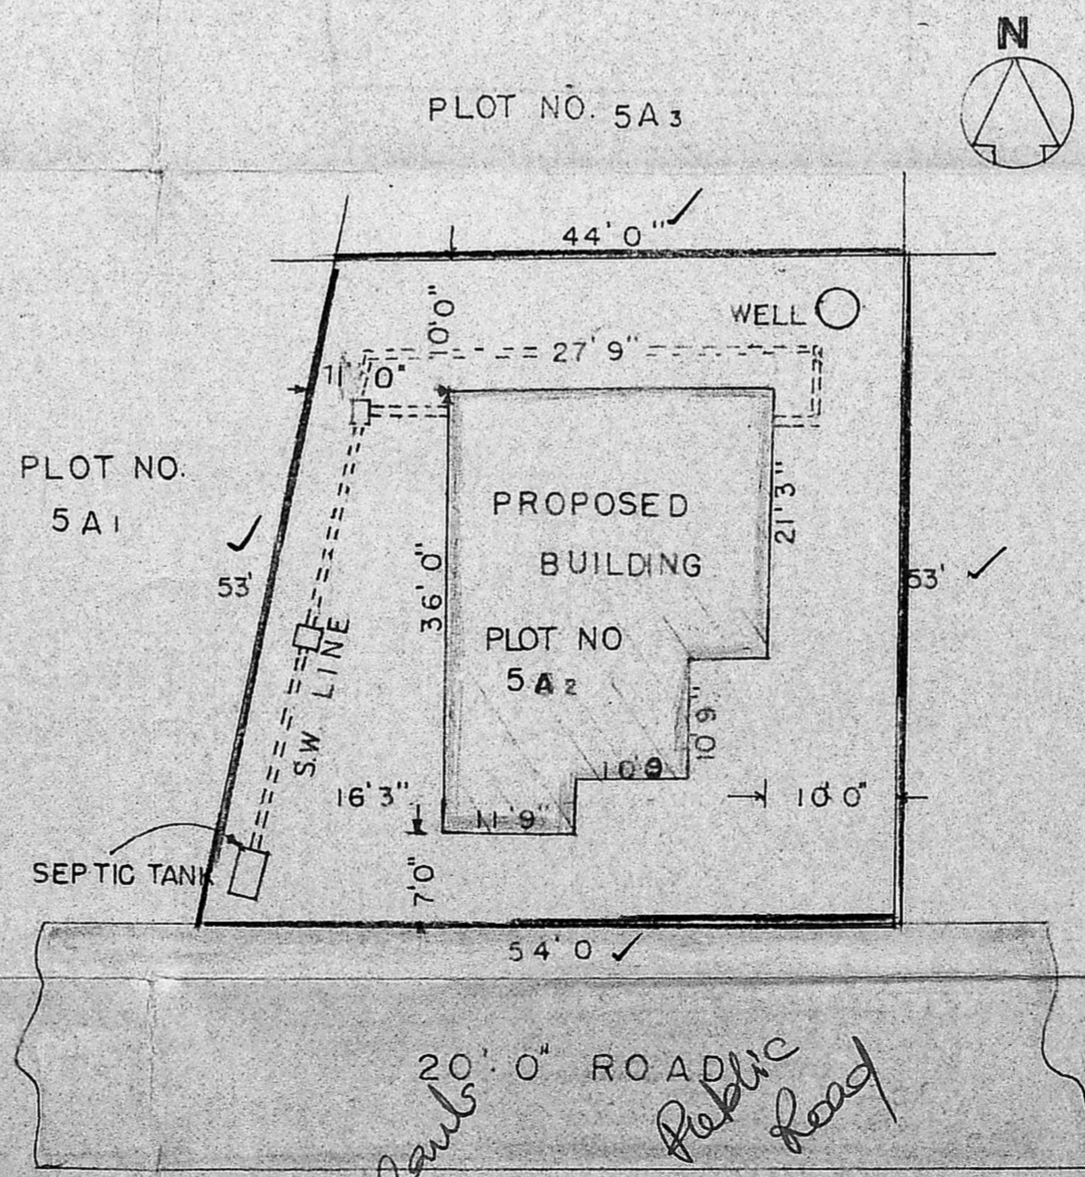 N
PLOT NO. 5A3
44' 0"
WELL
10'0"
27' 9"
11' 0"
PLOT NO.
5A1
PROPOSED
BUILDING
21'3"
53'
36' 0"
53'
PLOT NO
5A2
S.W. LINE
10'9"
10'9
16'3"
11'9"
10'0"
SEPTIC TANK
7'0"
54'0
20'.0" ROAD
Public
Road